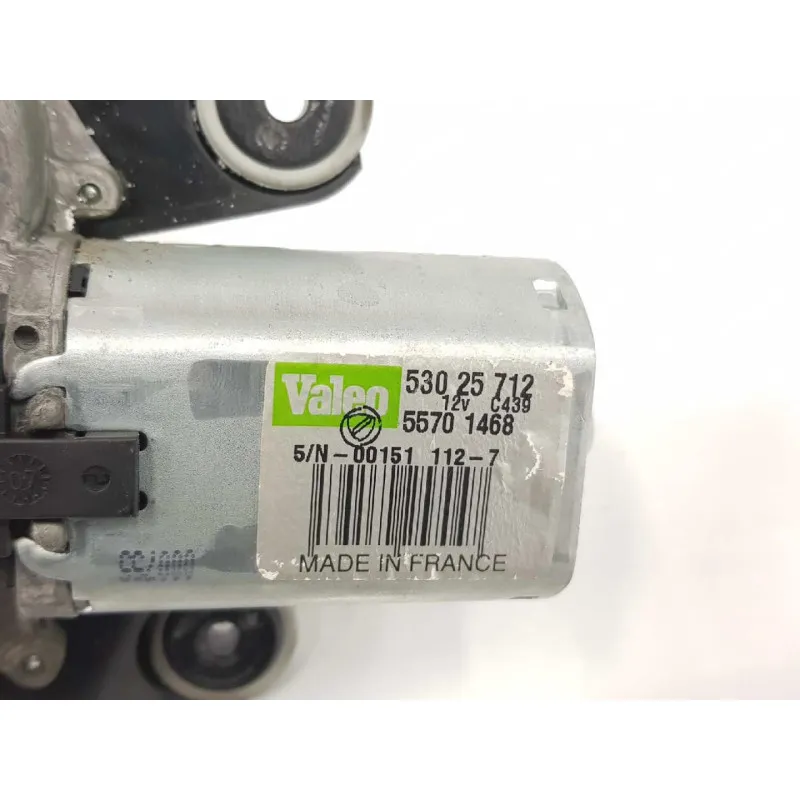 Valeo 530 25 712
12V C439
5570 1468
S/N-00151 112-7
MADE IN FRANCE